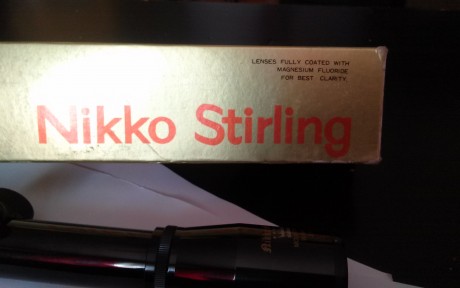 LENSES FULLY COATED WITH
MAGNESIUM FLUORIDE
FOR BEST CLARITY.
Nikko Stirling